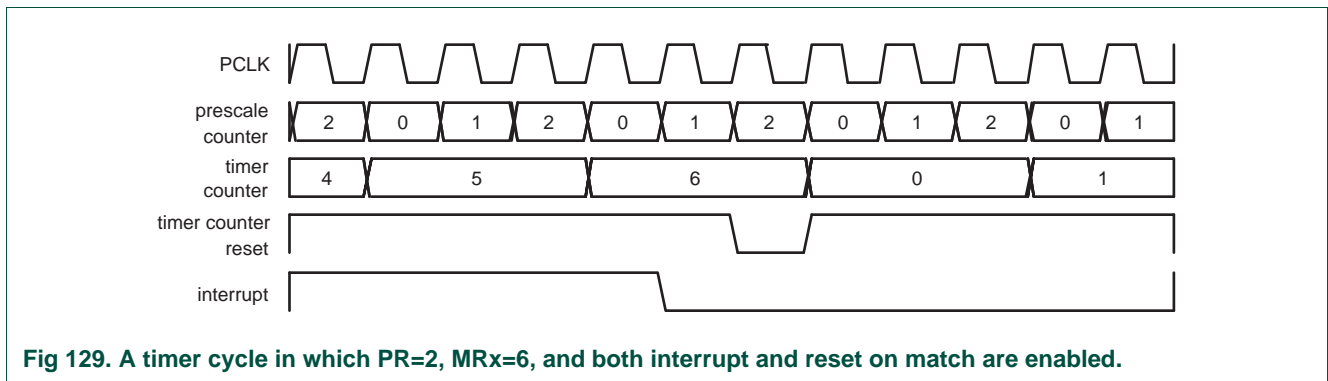 PCLK
prescale
counter
2 0 1 2 0 1 2 0 1 2 0 1
timer
counter
4 5 6 0 1
timer counter
reset
interrupt
Fig 129. A timer cycle in which PR=2, MRx=6, and both interrupt and reset on match are enabled.